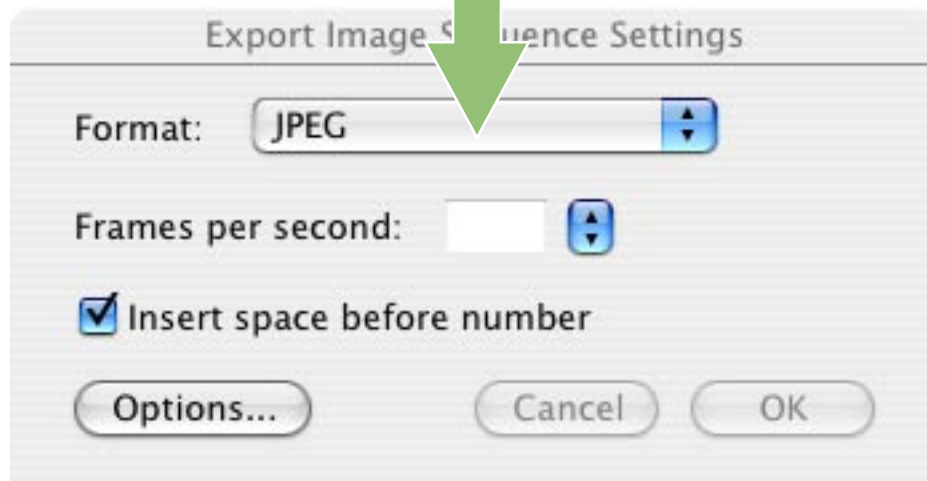 Export Image Settings
Format: JPEG
Frames per second:
Insert space before number
Options... Cancel OK